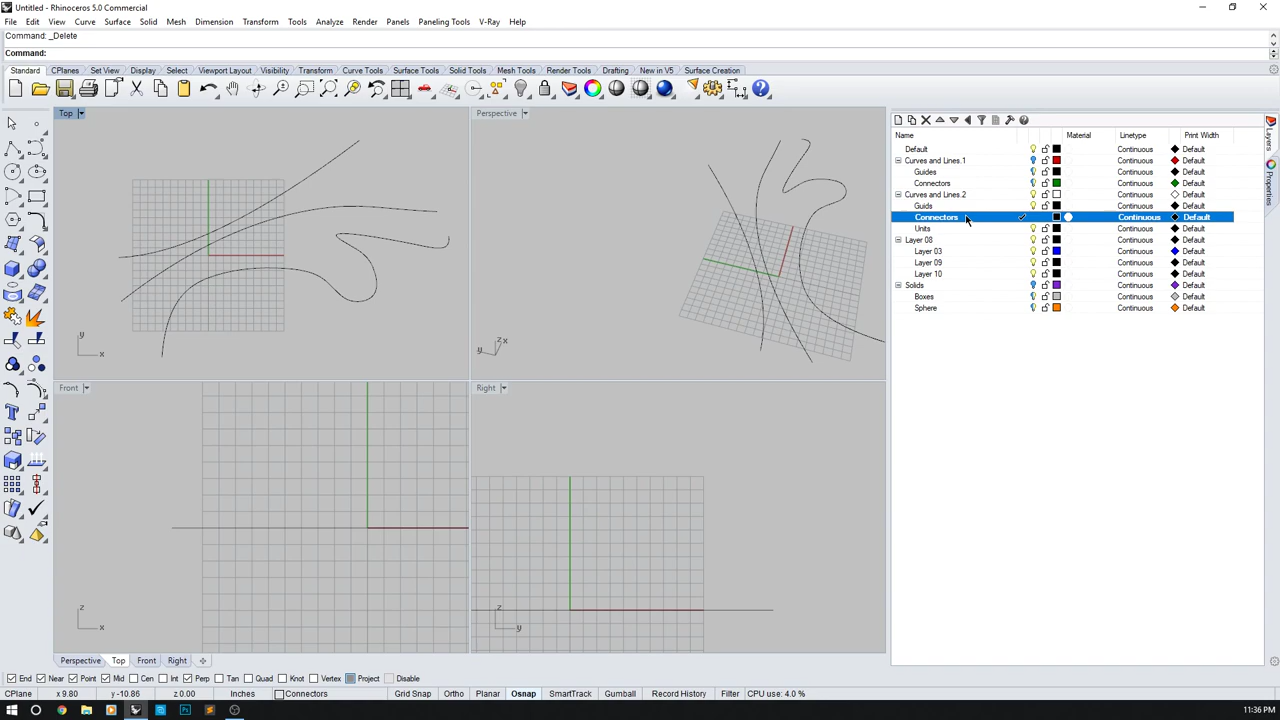 Untitled - Rhinoceros 5.0 Commercial
File Edit View Curve Surface Solid Mesh Dimension Transform Tools Analyze Render Panels Paneling Tools V-Ray Help
Command: _Delete
Command:
Standard CPlanes Set View Display Select Viewport Layout Visibility Transform Curve Tools Surface Tools Solid Tools Mesh Tools Render Tools Drafting New in V5 Surface Creation
Top
Perspective
Name Material Linetype Print Width
Default Continuous Default
Curves and Lines.1 Continuous Default
Guides Continuous Default
Connectors Continuous Default
Curves and Lines.2 Continuous Default
Guids Continuous Default
Connectors Continuous Default
Units Continuous Default
Layer 08 Continuous Default
Layer 03 Continuous Default
Layer 09 Continuous Default
Layer 10 Continuous Default
Solids Continuous Default
Boxes Continuous Default
Sphere Continuous Default
Layers
Properties
y
x
y
z
x
Front
Right
z
x
z
y
Perspective Top Front Right
End Near Point Mid Cen Int Perp Tan Quad Knot Vertex Project Disable
CPlane x 9.80 y -10.86 z 0.00 Inches Connectors Grid Snap Ortho Planar Osnap SmartTrack Gumball Record History Filter CPU use: 4.0 %
11:36 PM